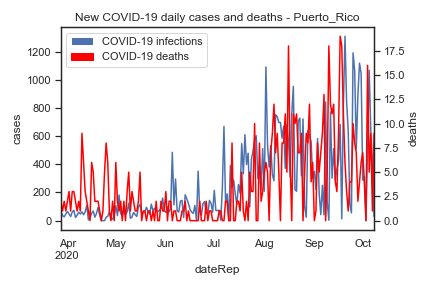 New COVID-19 daily cases and deaths - Puerto_Rico
COVID-19 infections
COVID-19 deaths
1200
1000
800
600
400
200
0
cases
17.5
15.0
12.5
10.0
7.5
5.0
2.5
0.0
deaths
Apr May Jun Jul Aug Sep Oct
2020
dateRep